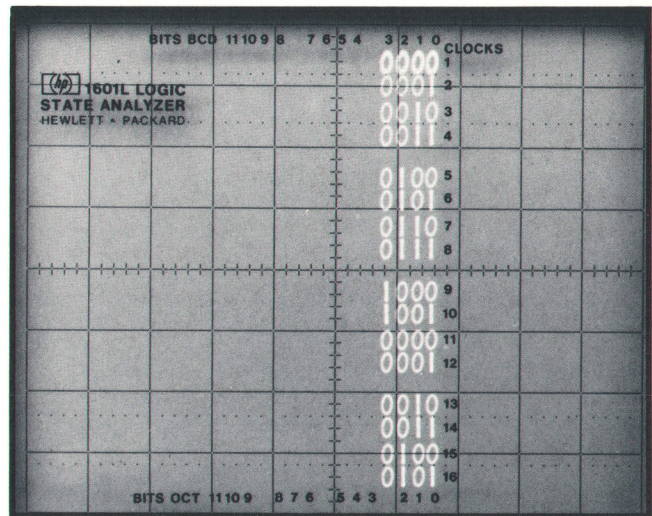 BITS BCD 11 10 9 8 7 6 5 4 3 2 1 0
CLOCKS
0000 1
hp 1601L LOGIC
0001 2
STATE ANALYZER
0010 3
HEWLETT • PACKARD
0011 4
0100 5
0101 6
0110 7
0111 8
1000 9
1001 10
0000 11
0001 12
0010 13
0011 14
0100 15
0101 16
BITS OCT 11 10 9 8 7 6 5 4 3 2 1 0